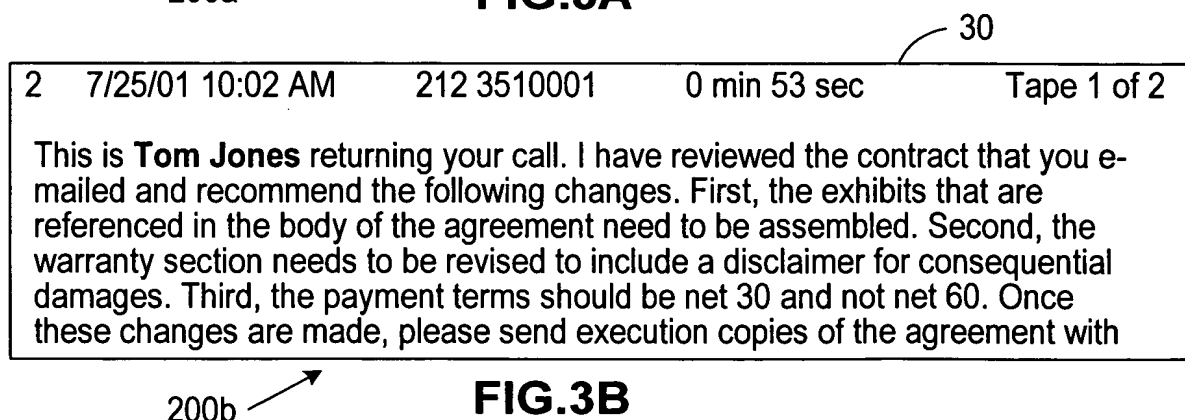 30
2 7/25/01 10:02 AM 212 3510001 0 min 53 sec Tape 1 of 2
This is Tom Jones returning your call. I have reviewed the contract that you e-
mailed and recommend the following changes. First, the exhibits that are
referenced in the body of the agreement need to be assembled. Second, the
warranty section needs to be revised to include a disclaimer for consequential
damages. Third, the payment terms should be net 30 and not net 60. Once
these changes are made, please send execution copies of the agreement with
200b FIG.3B